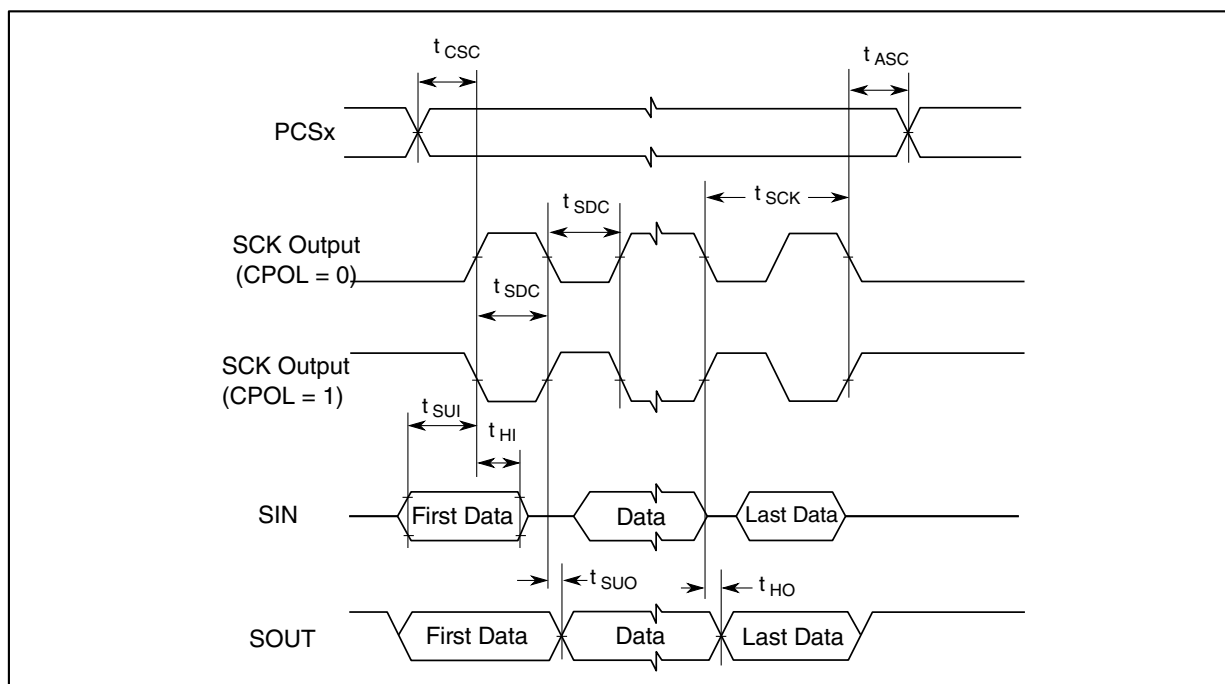 t CSC
t ASC
PCSx
t SCK
t SDC
SCK Output
(CPOL = 0)
t SDC
SCK Output
(CPOL = 1)
t SUI
t HI
SIN
First Data
Data
Last Data
t SUO
t HO
SOUT
First Data
Data
Last Data